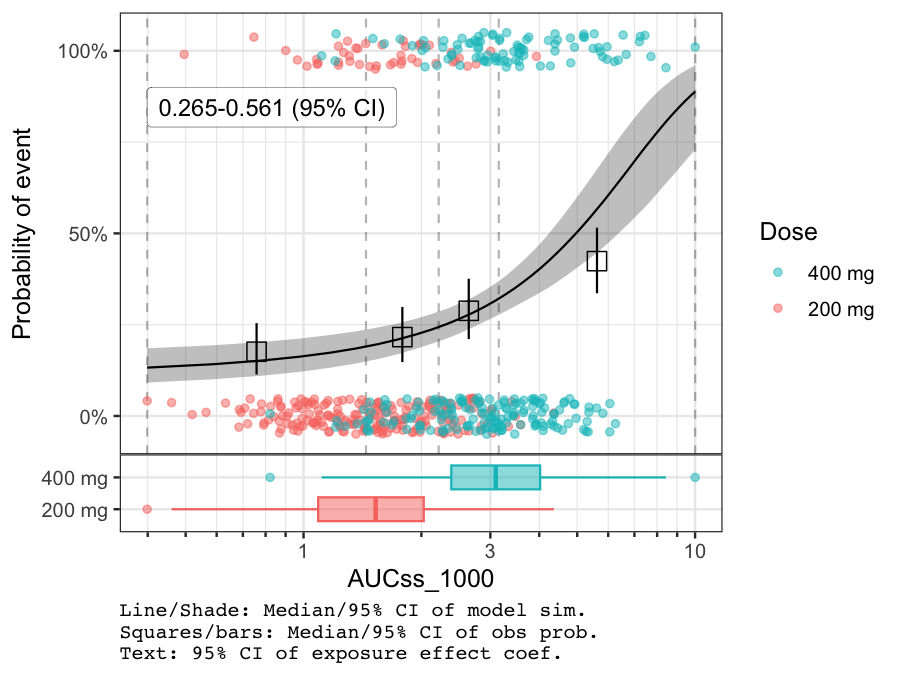 100%
0.265-0.561 (95% CI)
Probability of event
50%
0%
Dose
400 mg
200 mg
400 mg
200 mg
1
3
10
AUCss_1000
Line/Shade: Median/95% CI of model sim.
Squares/bars: Median/95% CI of obs prob.
Text: 95% CI of exposure effect coef.